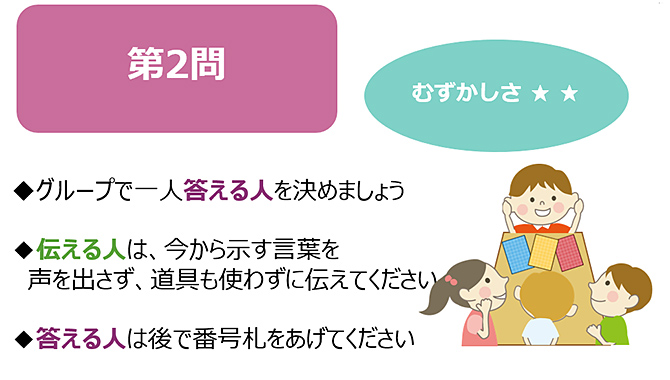 第2問
むずかしさ ★ ★
◆グループで一人答える人を決めましょう
◆伝える人は、今から示す言葉を
声を出さず、道具も使わずに伝えてください
◆答える人は後で番号札をあげてください